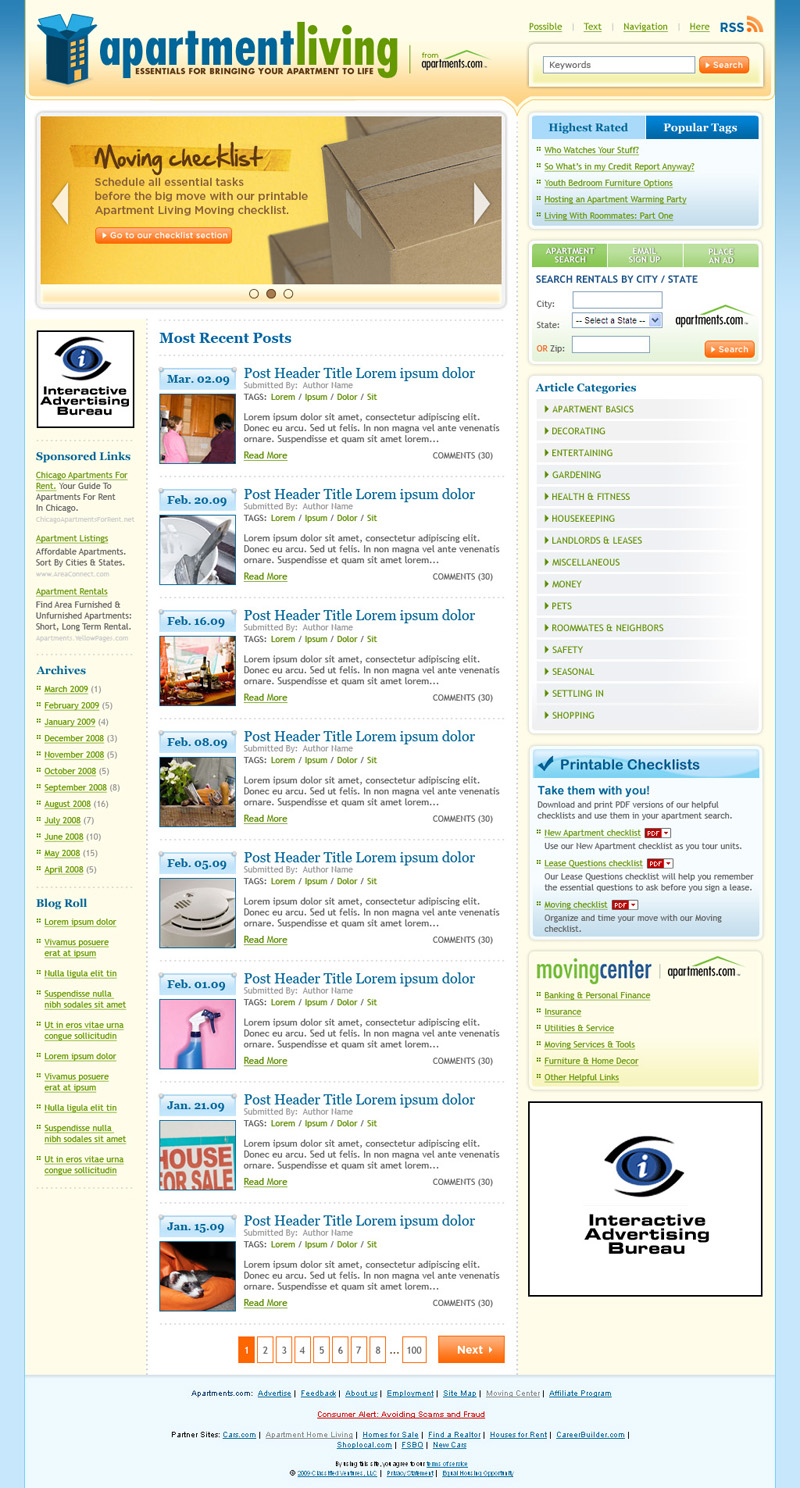 apartmentliving
ESSENTIALS FOR BRINGING YOUR APARTMENT TO LIFE
from
apartments.com
Possible | Text | Navigation | Here
RSS
Keywords
Search
Moving checklist
Schedule all essential tasks
before the big move with our printable
Apartment Living Moving checklist.
Go to our checklist section
Highest Rated
Popular Tags
Who Watches Your Stuff?
So What's in my Credit Report Anyway?
Youth Bedroom Furniture Options
Hosting an Apartment Warming Party
Living With Roommates: Part One
APARTMENT
SEARCH
EMAIL
SIGN UP
PLACE
AN AD
SEARCH RENTALS BY CITY / STATE
City:
State:
-- Select a State --
OR Zip:
apartments.com
Search
Interactive
Advertising
Bureau
Sponsored Links
Chicago Apartments For
Rent. Your Guide To
Apartments For Rent
In Chicago.
ChicagoApartmentsForRent.net
Apartment Listings
Affordable Apartments.
Sort By Cities & States.
www.AreaConnect.com
Apartment Rentals
Find Area Furnished &
Unfurnished Apartments:
Short, Long Term Rental.
apartments.YellowPages.com
Archives
March 2009 (1)
February 2009 (5)
January 2009 (4)
December 2008 (3)
November 2008 (5)
October 2008 (5)
September 2008 (8)
August 2008 (16)
July 2008 (7)
June 2008 (10)
May 2008 (15)
April 2008 (5)
Blog Roll
Lorem ipsum dolor
Vivamus posuere
erat at ipsum
Nulla ligula elit tin
Suspendisse nulla
nibh sodales sit amet
Ut in eros vitae urna
congue sollicitudin
Lorem ipsum dolor
Vivamus posuere
erat at ipsum
Nulla ligula elit tin
Suspendisse nulla
nibh sodales sit amet
Ut in eros vitae urna
congue sollicitudin
Most Recent Posts
Mar. 02.09
Post Header Title Lorem ipsum dolor
Submitted By: Author Name
TAGS: Lorem / Ipsum / Dolor / Sit
Lorem ipsum dolor sit amet, consectetur adipiscing elit.
Donec eu arcu. Sed ut felis. In non magna vel ante venenatis
ornare. Suspendisse et quam sit amet lorem...
Read More
COMMENTS (30)
Feb. 20.09
Post Header Title Lorem ipsum dolor
Submitted By: Author Name
TAGS: Lorem / Ipsum / Dolor / Sit
Lorem ipsum dolor sit amet, consectetur adipiscing elit.
Donec eu arcu. Sed ut felis. In non magna vel ante venenatis
ornare. Suspendisse et quam sit amet lorem...
Read More
COMMENTS (30)
Feb. 16.09
Post Header Title Lorem ipsum dolor
Submitted By: Author Name
TAGS: Lorem / Ipsum / Dolor / Sit
Lorem ipsum dolor sit amet, consectetur adipiscing elit.
Donec eu arcu. Sed ut felis. In non magna vel ante venenatis
ornare. Suspendisse et quam sit amet lorem...
Read More
COMMENTS (30)
Feb. 08.09
Post Header Title Lorem ipsum dolor
Submitted By: Author Name
TAGS: Lorem / Ipsum / Dolor / Sit
Lorem ipsum dolor sit amet, consectetur adipiscing elit.
Donec eu arcu. Sed ut felis. In non magna vel ante venenatis
ornare. Suspendisse et quam sit amet lorem...
Read More
COMMENTS (30)
Feb. 05.09
Post Header Title Lorem ipsum dolor
Submitted By: Author Name
TAGS: Lorem / Ipsum / Dolor / Sit
Lorem ipsum dolor sit amet, consectetur adipiscing elit.
Donec eu arcu. Sed ut felis. In non magna vel ante venenatis
ornare. Suspendisse et quam sit amet lorem...
Read More
COMMENTS (30)
Feb. 01.09
Post Header Title Lorem ipsum dolor
Submitted By: Author Name
TAGS: Lorem / Ipsum / Dolor / Sit
Lorem ipsum dolor sit amet, consectetur adipiscing elit.
Donec eu arcu. Sed ut felis. In non magna vel ante venenatis
ornare. Suspendisse et quam sit amet lorem...
Read More
COMMENTS (30)
Jan. 21.09
HOUSE
FOR SALE
Post Header Title Lorem ipsum dolor
Submitted By: Author Name
TAGS: Lorem / Ipsum / Dolor / Sit
Lorem ipsum dolor sit amet, consectetur adipiscing elit.
Donec eu arcu. Sed ut felis. In non magna vel ante venenatis
ornare. Suspendisse et quam sit amet lorem...
Read More
COMMENTS (30)
Jan. 15.09
Post Header Title Lorem ipsum dolor
Submitted By: Author Name
TAGS: Lorem / Ipsum / Dolor / Sit
Lorem ipsum dolor sit amet, consectetur adipiscing elit.
Donec eu arcu. Sed ut felis. In non magna vel ante venenatis
ornare. Suspendisse et quam sit amet lorem...
Read More
COMMENTS (30)
1 2 3 4 5 6 7 8 ... 100 Next
Article Categories
APARTMENT BASICS
DECORATING
ENTERTAINING
GARDENING
HEALTH & FITNESS
HOUSEKEEPING
LANDLORDS & LEASES
MISCELLANEOUS
MONEY
PETS
ROOMMATES & NEIGHBORS
SAFETY
SEASONAL
SETTLING IN
SHOPPING
Printable Checklists
Take them with you!
Download and print PDF versions of our helpful
checklists and use them in your apartment search.
New Apartment checklist PDF
Use our New Apartment checklist as you tour units.
Lease Questions checklist PDF
Our Lease Questions checklist will help you remember
the essential questions to ask before you sign a lease.
Moving checklist PDF
Organize and time your move with our Moving
checklist.
movingcenter | apartments.com
Banking & Personal Finance
Insurance
Utilities & Service
Moving Services & Tools
Furniture & Home Decor
Other Helpful Links
Interactive
Advertising
Bureau
Apartments.com: Advertise | Feedback | About us | Employment | Site Map | Moving Center | Affiliate Program
Consumer Alert: Avoiding Scams and Fraud
Partner Sites: Cars.com | Apartment Home Living | Homes for Sale | Find a Realtor | Houses for Rent | CareerBuilder.com |
Shoplocal.com | FSBO | New Cars
By using this site, you agree to our terms of service
© 2009 Classified Ventures, LLC | Privacy Statement | Equal Housing Opportunity